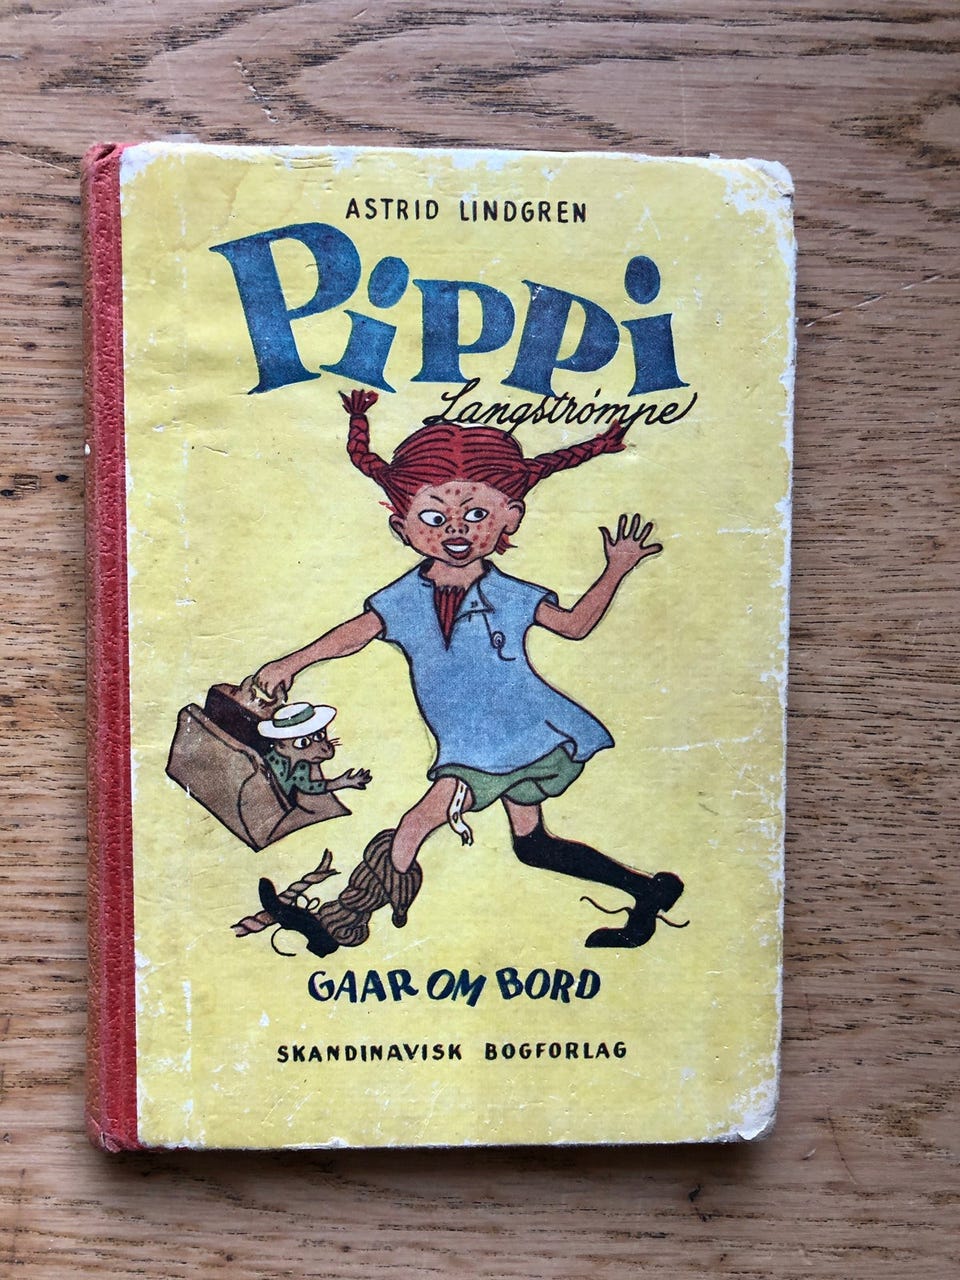 ASTRID LINDGREN
Pippi
Langstrømpe
GAAR OM BORD
SKANDINAVISK BOGFORLAG